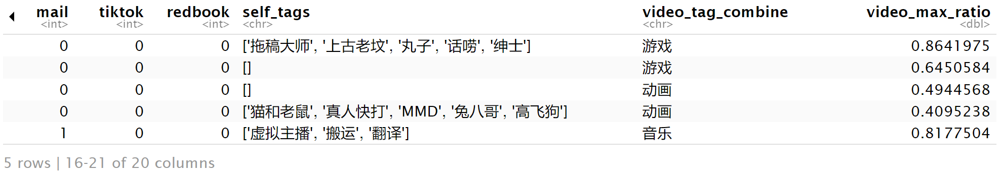 mail tiktok redbook self_tags video_tag_combine video_max_ratio
<int> <int> <int> <chr> <chr> <dbl>
0 0 0 ['拖稿大师', '上古老坟', '丸子', '话唠', '绅士'] 游戏 0.8641975
0 0 0 [] 游戏 0.6450584
0 0 0 [] 动画 0.4944568
0 0 0 ['猫和老鼠', '真人快打', 'MMD', '兔八哥', '高飞狗'] 动画 0.4095238
1 0 0 ['虚拟主播', '搬运', '翻译'] 音乐 0.8177504
5 rows | 16-21 of 20 columns